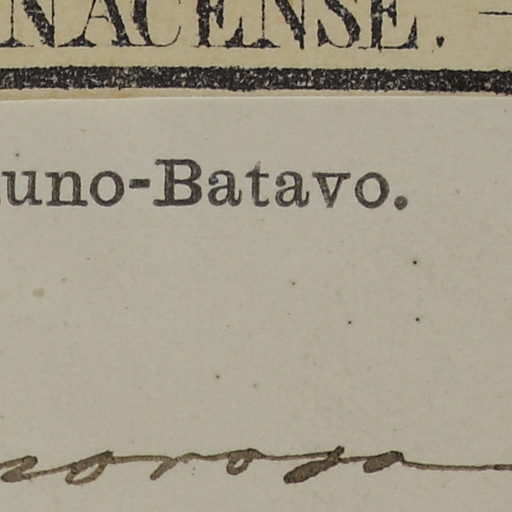 NACENSE. —
uno-Batavo.